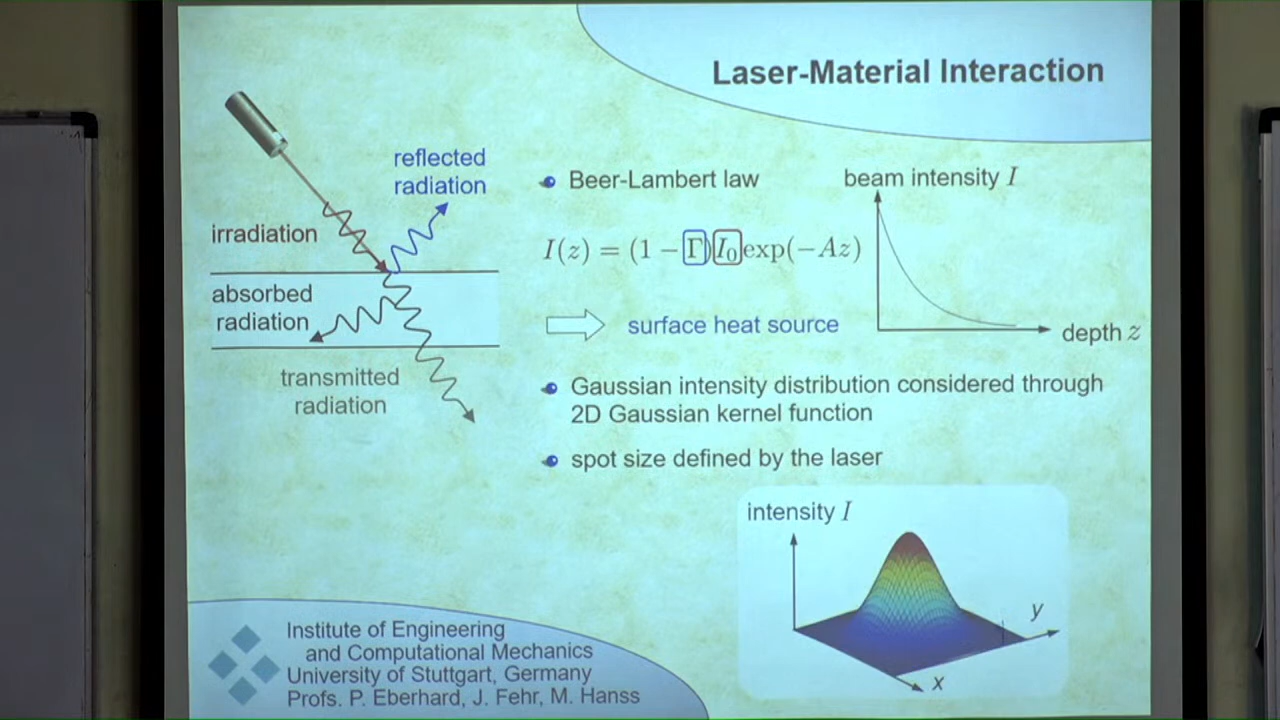 Laser-Material Interaction
reflected
radiation
irradiation
absorbed
radiation
transmitted
radiation
Beer-Lambert law
I(z) = (1 − Γ)I₀exp(−Az)
surface heat source
beam intensity I
depth z
Gaussian intensity distribution considered through
2D Gaussian kernel function
spot size defined by the laser
intensity I
y
x
Institute of Engineering
and Computational Mechanics
University of Stuttgart, Germany
Profs. P. Eberhard, J. Fehr, M. Hanss